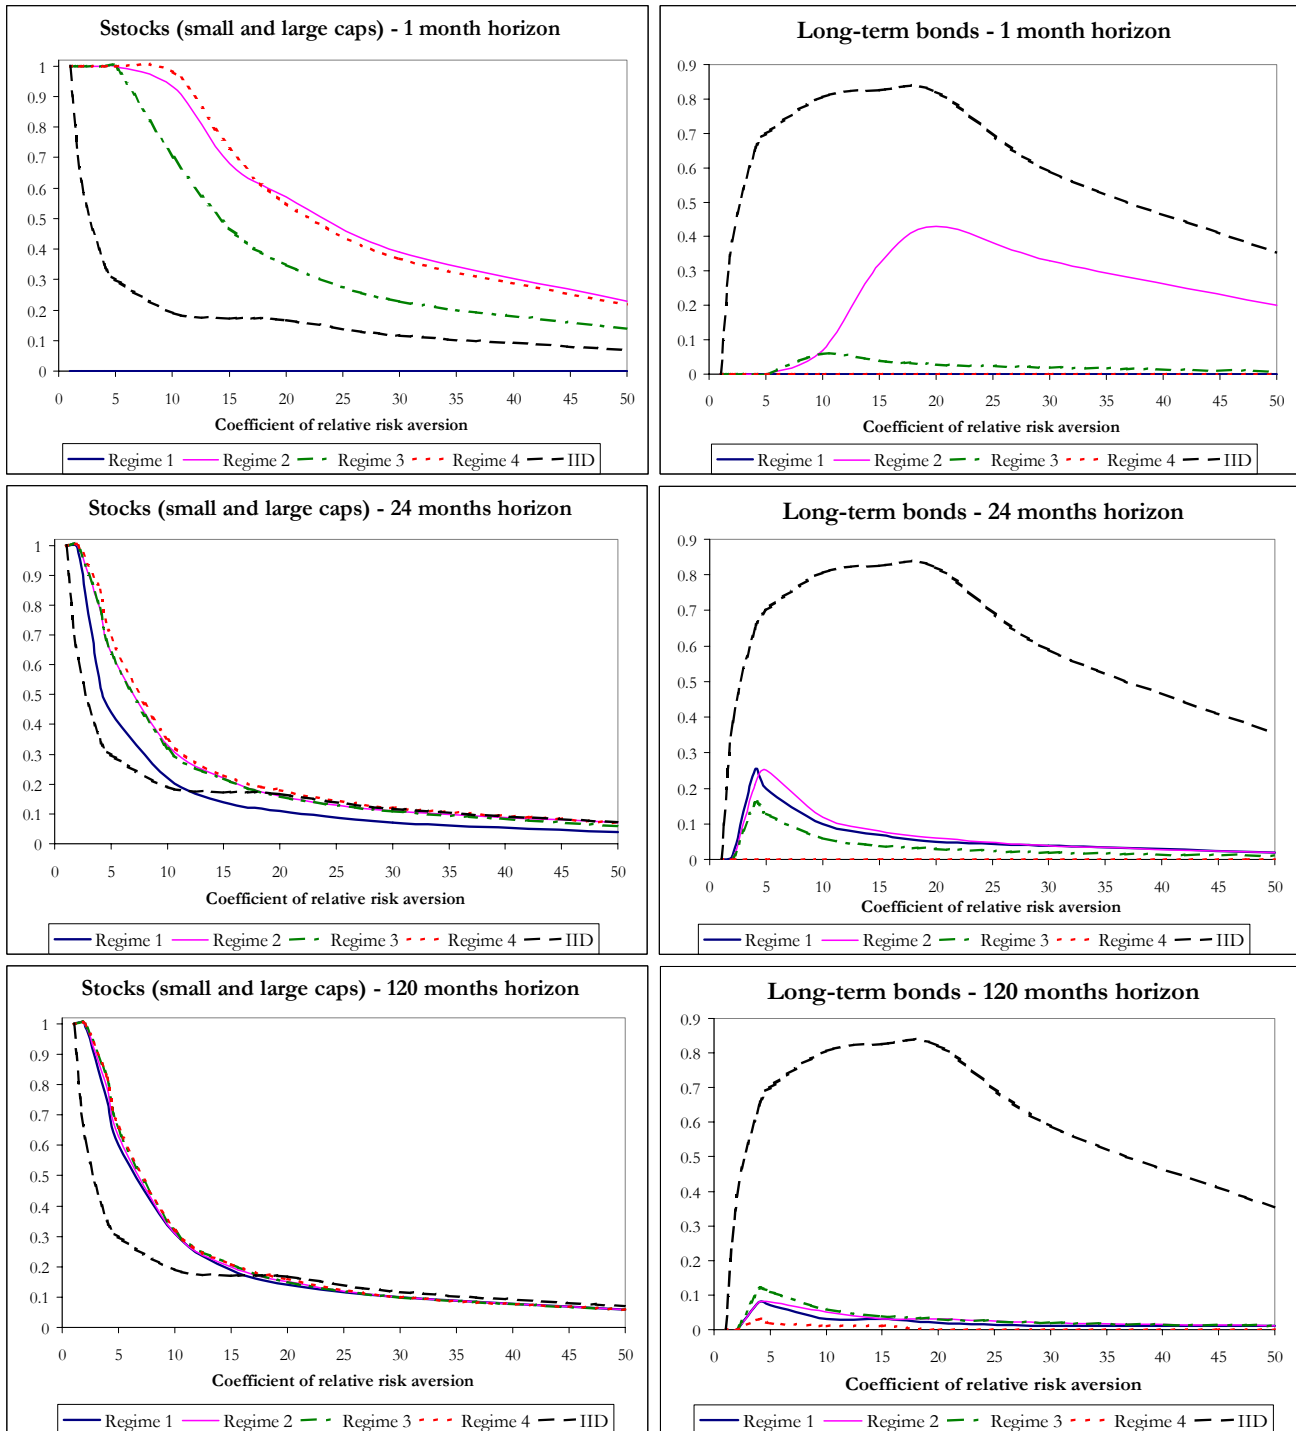 Sstocks (small and large caps) - 1 month horizon
1
0.9
0.8
0.7
0.6
0.5
0.4
0.3
0.2
0.1
0
0 5 10 15 20 25 30 35 40 45 50
Coefficient of relative risk aversion
Regime 1 Regime 2 Regime 3 Regime 4 IID
Long-term bonds - 1 month horizon
0.9
0.8
0.7
0.6
0.5
0.4
0.3
0.2
0.1
0
0 5 10 15 20 25 30 35 40 45 50
Coefficient of relative risk aversion
Regime 1 Regime 2 Regime 3 Regime 4 IID
Stocks (small and large caps) - 24 months horizon
1
0.9
0.8
0.7
0.6
0.5
0.4
0.3
0.2
0.1
0
0 5 10 15 20 25 30 35 40 45 50
Coefficient of relative risk aversion
Regime 1 Regime 2 Regime 3 Regime 4 IID
Long-term bonds - 24 months horizon
0.9
0.8
0.7
0.6
0.5
0.4
0.3
0.2
0.1
0
0 5 10 15 20 25 30 35 40 45 50
Coefficient of relative risk aversion
Regime 1 Regime 2 Regime 3 Regime 4 IID
Stocks (small and large caps) - 120 months horizon
1
0.9
0.8
0.7
0.6
0.5
0.4
0.3
0.2
0.1
0
0 5 10 15 20 25 30 35 40 45 50
Coefficient of relative risk aversion
Regime 1 Regime 2 Regime 3 Regime 4 IID
Long-term bonds - 120 months horizon
0.9
0.8
0.7
0.6
0.5
0.4
0.3
0.2
0.1
0
0 5 10 15 20 25 30 35 40 45 50
Coefficient of relative risk aversion
Regime 1 Regime 2 Regime 3 Regime 4 IID